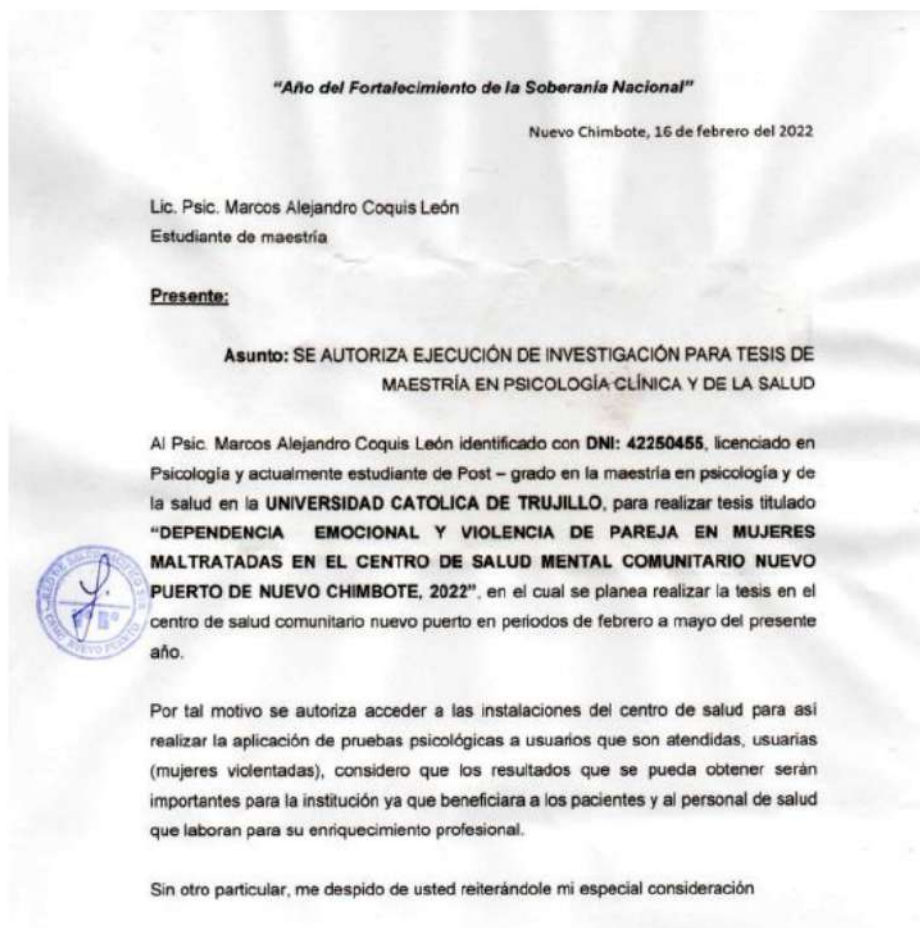 "Año del Fortalecimiento de la Soberanía Nacional"
Nuevo Chimbote, 16 de febrero del 2022
Lic. Psic. Marcos Alejandro Coquis León
Estudiante de maestría
Presente:
Asunto: SE AUTORIZA EJECUCIÓN DE INVESTIGACIÓN PARA TESIS DE
MAESTRÍA EN PSICOLOGÍA CLÍNICA Y DE LA SALUD
Al Psic. Marcos Alejandro Coquis León identificado con DNI: 42250455, licenciado en
Psicología y actualmente estudiante de Post – grado en la maestría en psicología y de
la salud en la UNIVERSIDAD CATOLICA DE TRUJILLO, para realizar tesis titulado
"DEPENDENCIA EMOCIONAL Y VIOLENCIA DE PAREJA EN MUJERES
MALTRATADAS EN EL CENTRO DE SALUD MENTAL COMUNITARIO NUEVO
PUERTO DE NUEVO CHIMBOTE, 2022", en el cual se planea realizar la tesis en el
centro de salud comunitario nuevo puerto en periodos de febrero a mayo del presente
año.
NUEVO PUERTO
Por tal motivo se autoriza acceder a las instalaciones del centro de salud para así
realizar la aplicación de pruebas psicológicas a usuarios que son atendidas, usuarias
(mujeres violentadas), considero que los resultados que se pueda obtener serán
importantes para la institución ya que beneficiara a los pacientes y al personal de salud
que laboran para su enriquecimiento profesional.
Sin otro particular, me despido de usted reiterándole mi especial consideración